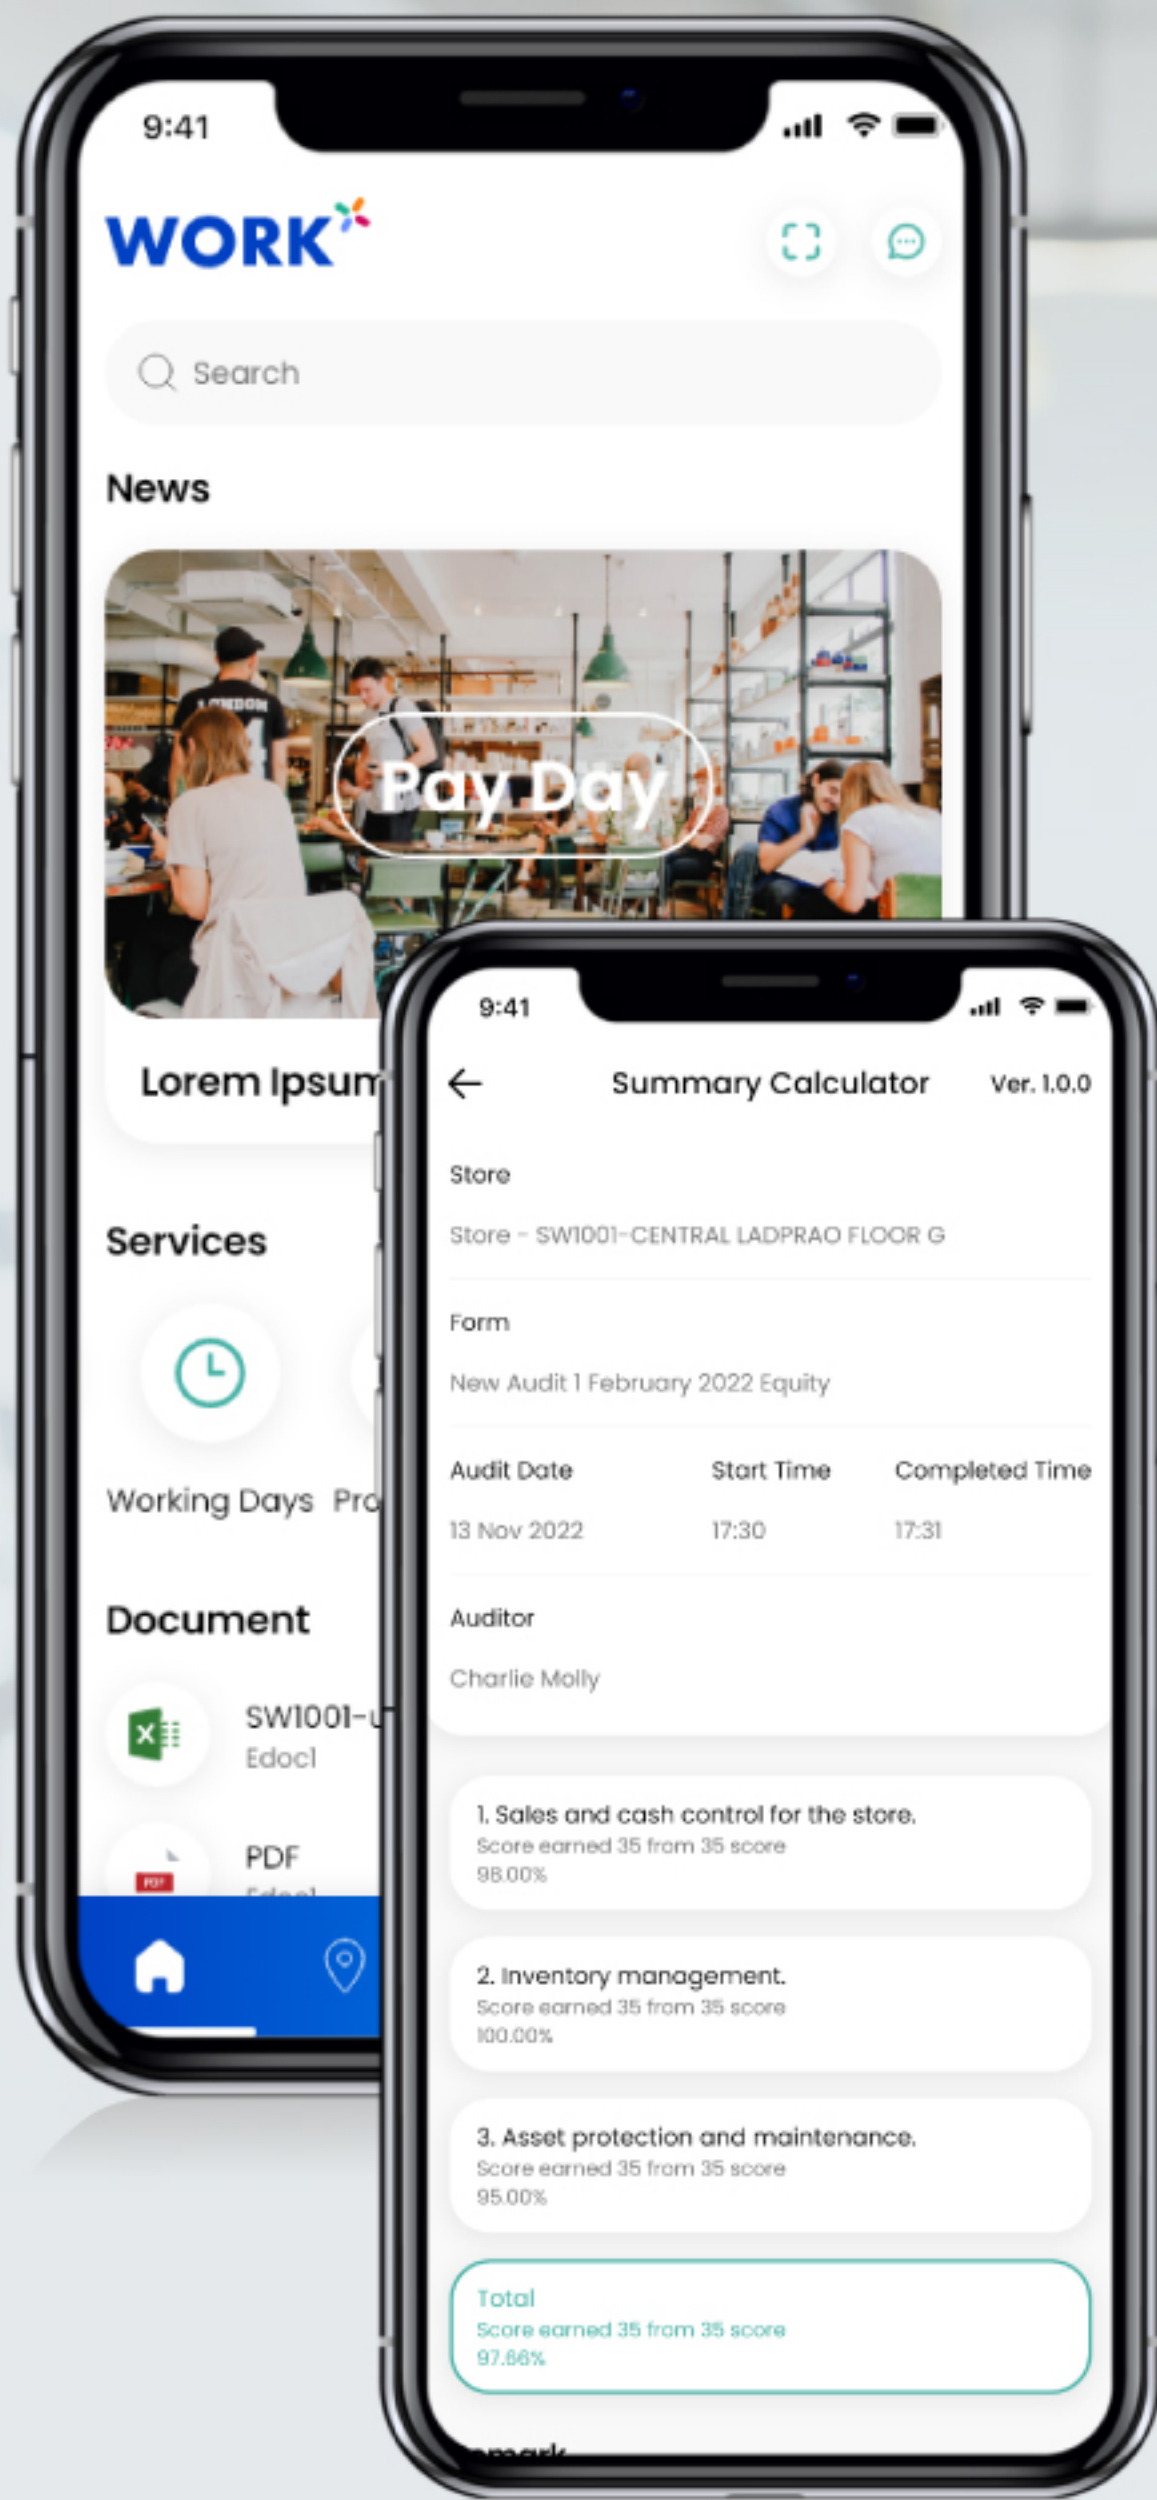 9:41
WORK
Search
News
LONDON
Pay Day
Lorem Ipsum
Services
Working Days
Document
SW1001-
Edoc1
PDF
PDF
Edoc1
9:41
Summary Calculator Ver. 1.0.0
Store
Store - SW1001-CENTRAL LADPRAO FLOOR G
Form
New Audit 1 February 2022 Equity
Audit Date Start Time Completed Time
13 Nov 2022 17:30 17:31
Auditor
Charlie Molly
1. Sales and cash control for the store.
Score earned 35 from 35 score
98.00%
2. Inventory management.
Score earned 35 from 35 score
100.00%
3. Asset protection and maintenance.
Score earned 35 from 35 score
95.00%
Total
Score earned 35 from 35 score
97.66%